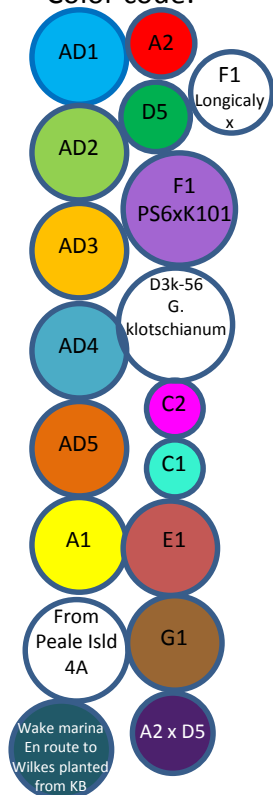 Color code:
AD1
A2
F1
Longicaly
x
D5
AD2
F1
PS6xK101
AD3
D3k-56
G.
klotschianum
AD4
C2
AD5
C1
A1
E1
From
Peale Isld
4A
G1
Wake marina
En route to
Wilkes planted
from KB
A2 x D5